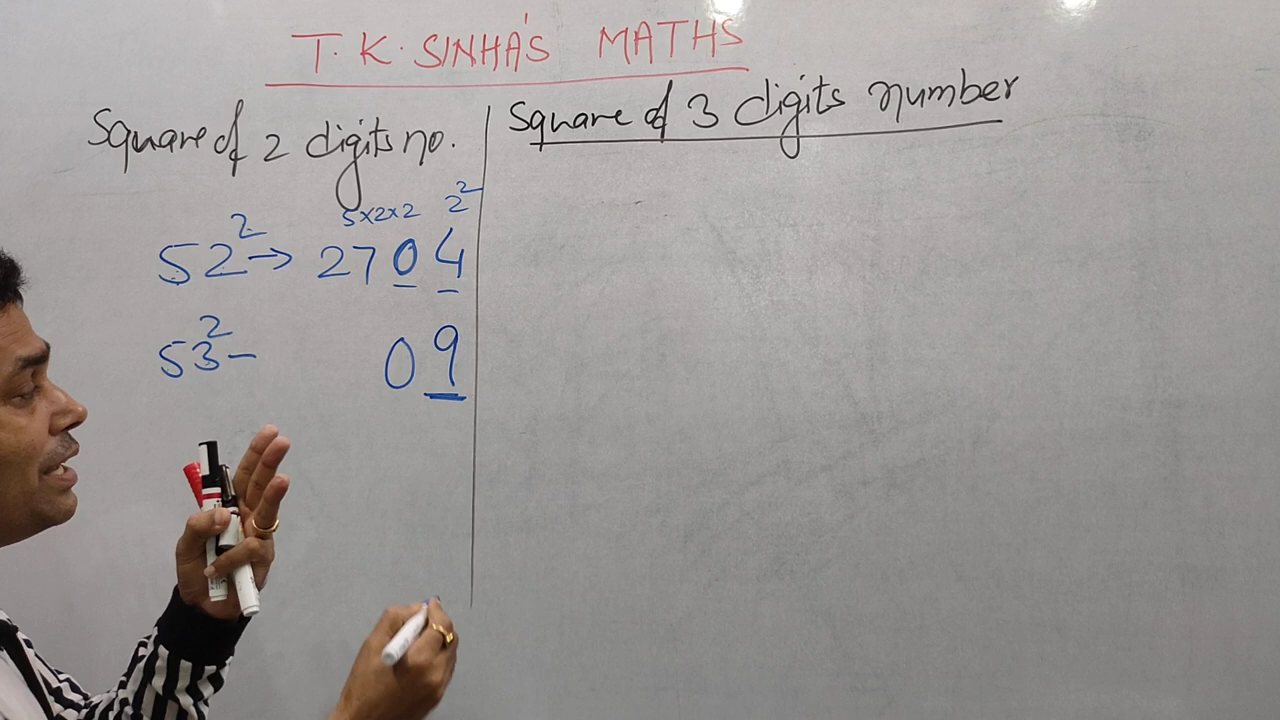 T. K. SINHA'S MATHS
Square of 2 digits no.
5×2×2 2²
52² → 2704
53² – 09
Square of 3 digits number